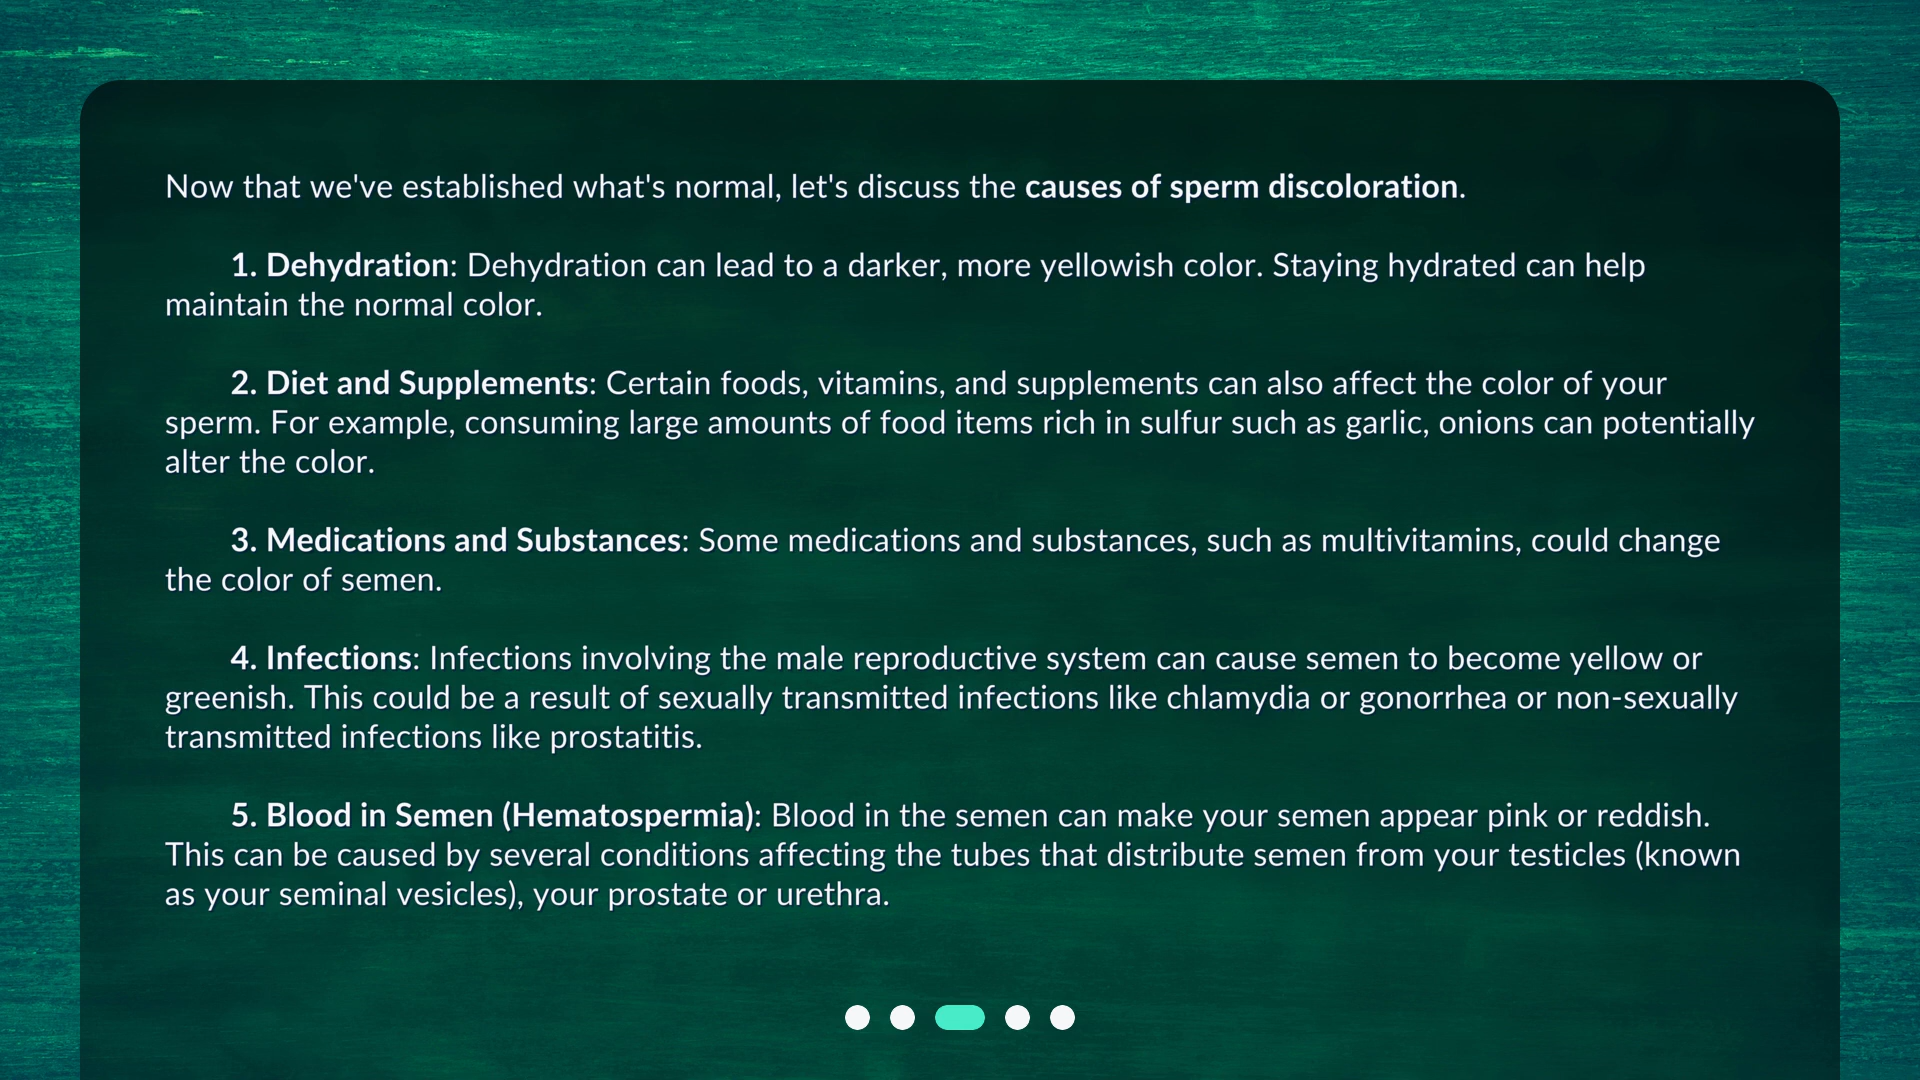 Now that we've established what's normal, let's discuss the causes of sperm discoloration.
1. Dehydration: Dehydration can lead to a darker, more yellowish color. Staying hydrated can help
maintain the normal color.
2. Diet and Supplements: Certain foods, vitamins, and supplements can also affect the color of your
sperm. For example, consuming large amounts of food items rich in sulfur such as garlic, onions can potentially
alter the color.
3. Medications and Substances: Some medications and substances, such as multivitamins, could change
the color of semen.
4. Infections: Infections involving the male reproductive system can cause semen to become yellow or
greenish. This could be a result of sexually transmitted infections like chlamydia or gonorrhea or non-sexually
transmitted infections like prostatitis.
5. Blood in Semen (Hematospermia): Blood in the semen can make your semen appear pink or reddish.
This can be caused by several conditions affecting the tubes that distribute semen from your testicles (known
as your seminal vesicles), your prostate or urethra.